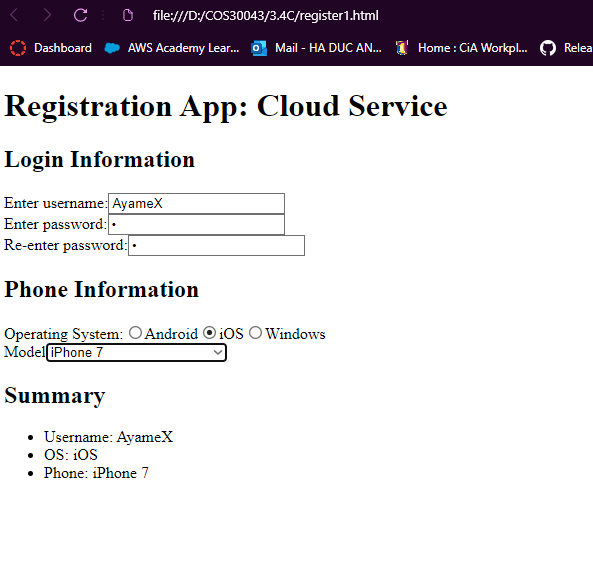 file:///D:/COS30043/3.4C/register1.html
Dashboard AWS Academy Lear... Mail - HA DUC AN... Home : CiA Workpl... Relea
Registration App: Cloud Service
Login Information
Enter username: AyameX
Enter password: •
Re-enter password: •
Phone Information
Operating System: Android iOS Windows
Model iPhone 7
Summary
• Username: AyameX
• OS: iOS
• Phone: iPhone 7